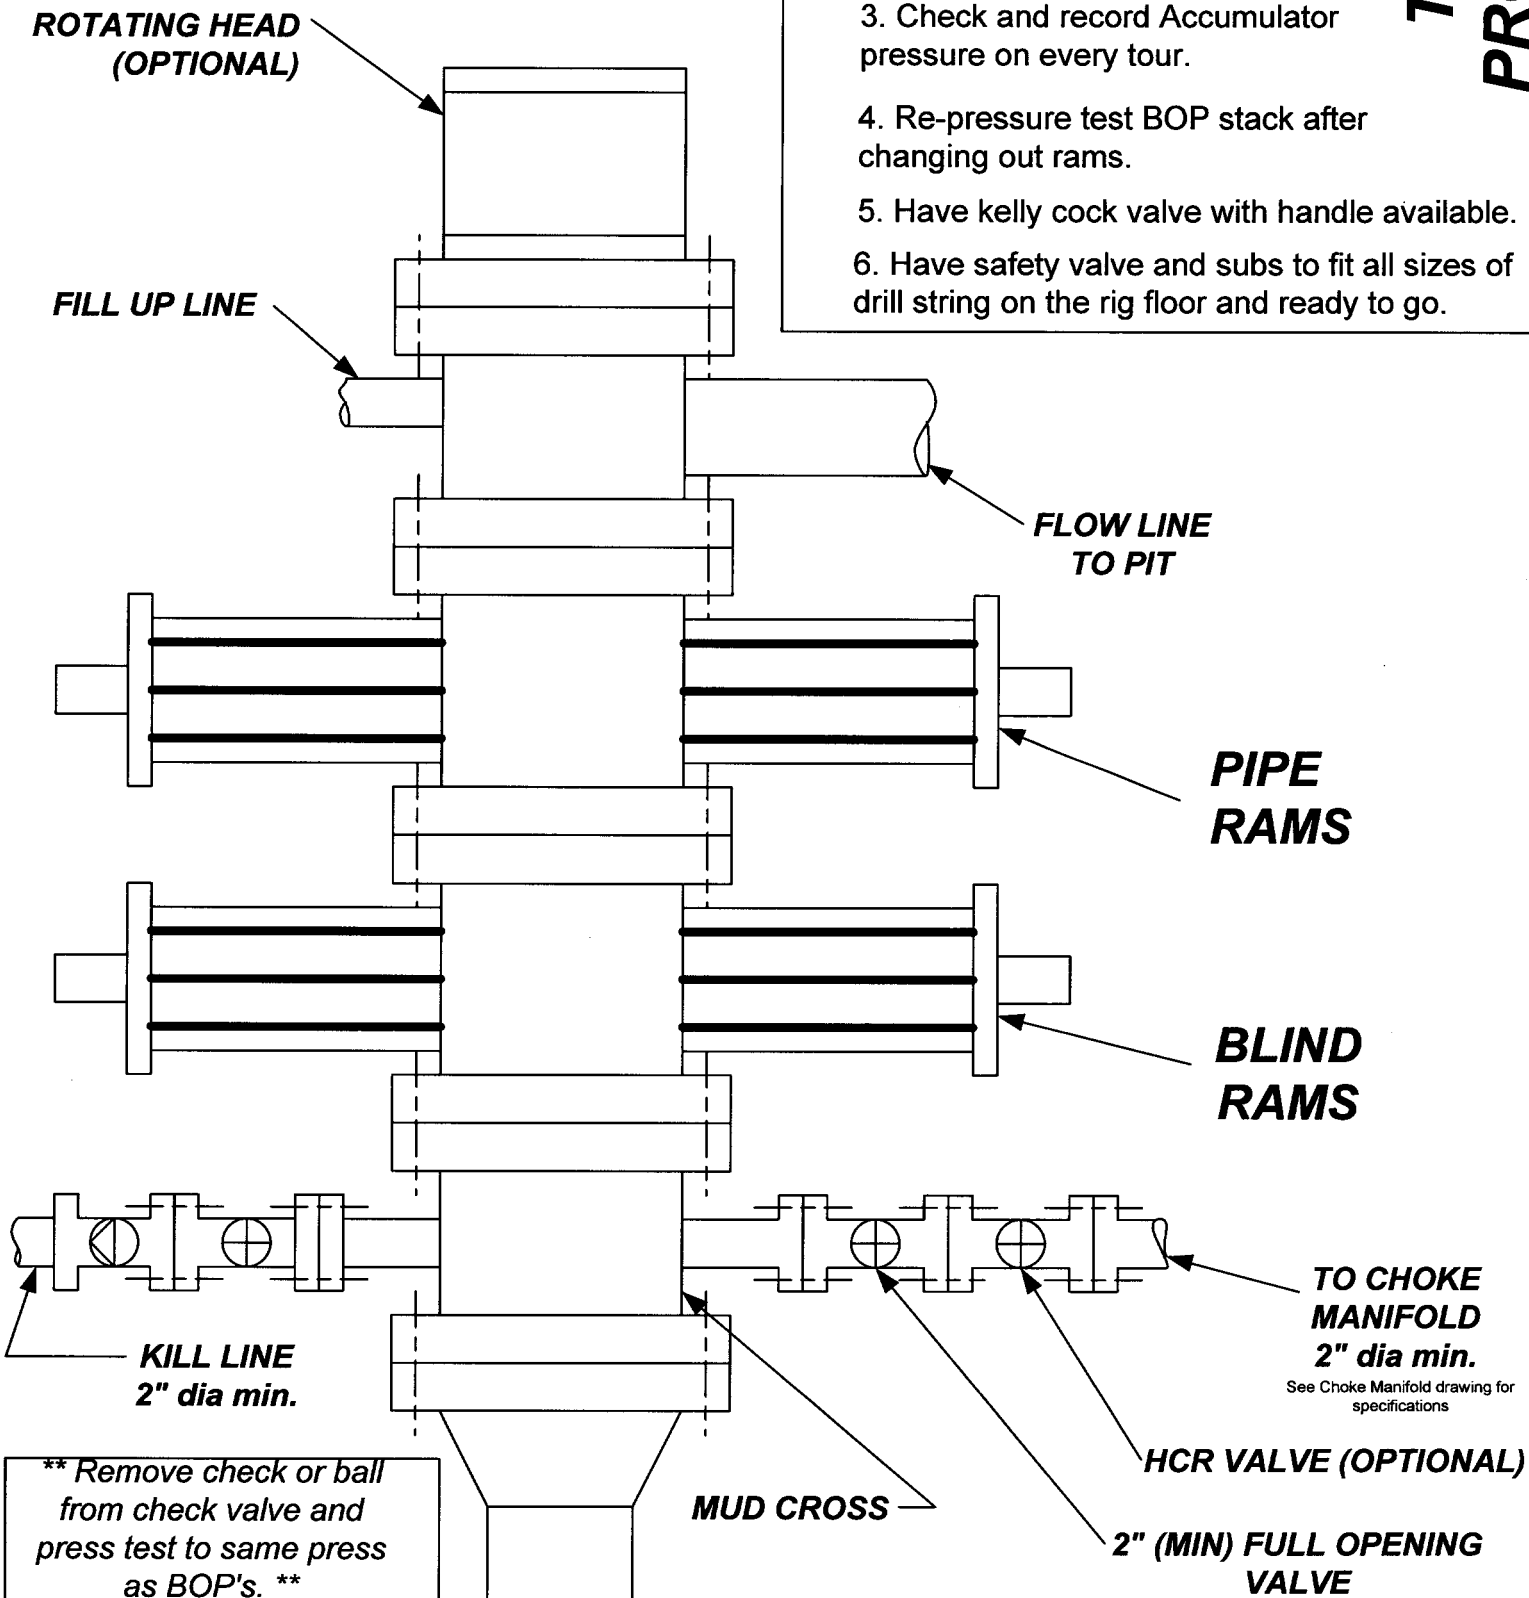 ROTATING HEAD
(OPTIONAL)
3. Check and record Accumulator
pressure on every tour.
4. Re-pressure test BOP stack after
changing out rams.
5. Have kelly cock valve with handle available.
6. Have safety valve and subs to fit all sizes of
drill string on the rig floor and ready to go.
FILL UP LINE
FLOW LINE
TO PIT
PIPE
RAMS
BLIND
RAMS
TO CHOKE
MANIFOLD
2" dia min.
See Choke Manifold drawing for
specifications
KILL LINE
2" dia min.
HCR VALVE (OPTIONAL)
MUD CROSS
2" (MIN) FULL OPENING
VALVE
** Remove check or ball
from check valve and
press test to same press
as BOP's. **